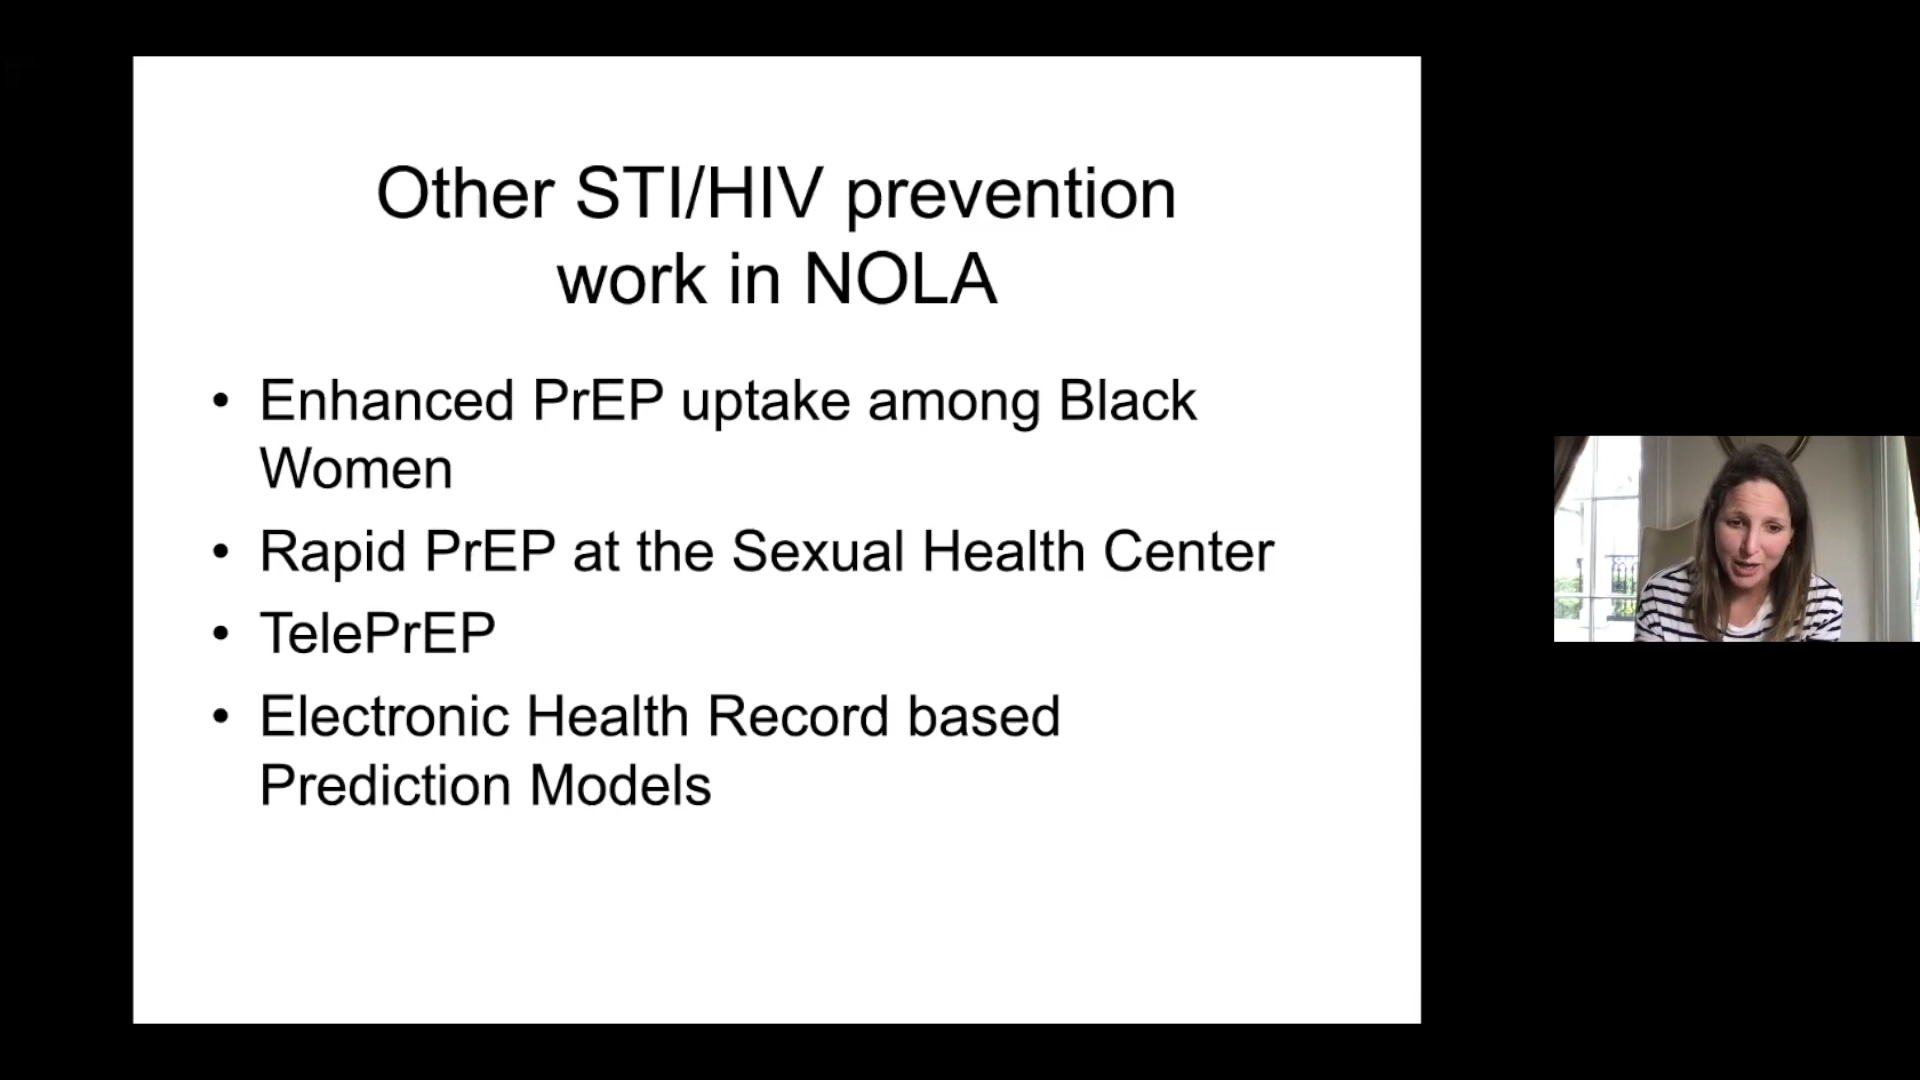 Other STI/HIV prevention
work in NOLA
• Enhanced PrEP uptake among Black
Women
• Rapid PrEP at the Sexual Health Center
• TelePrEP
• Electronic Health Record based
Prediction Models